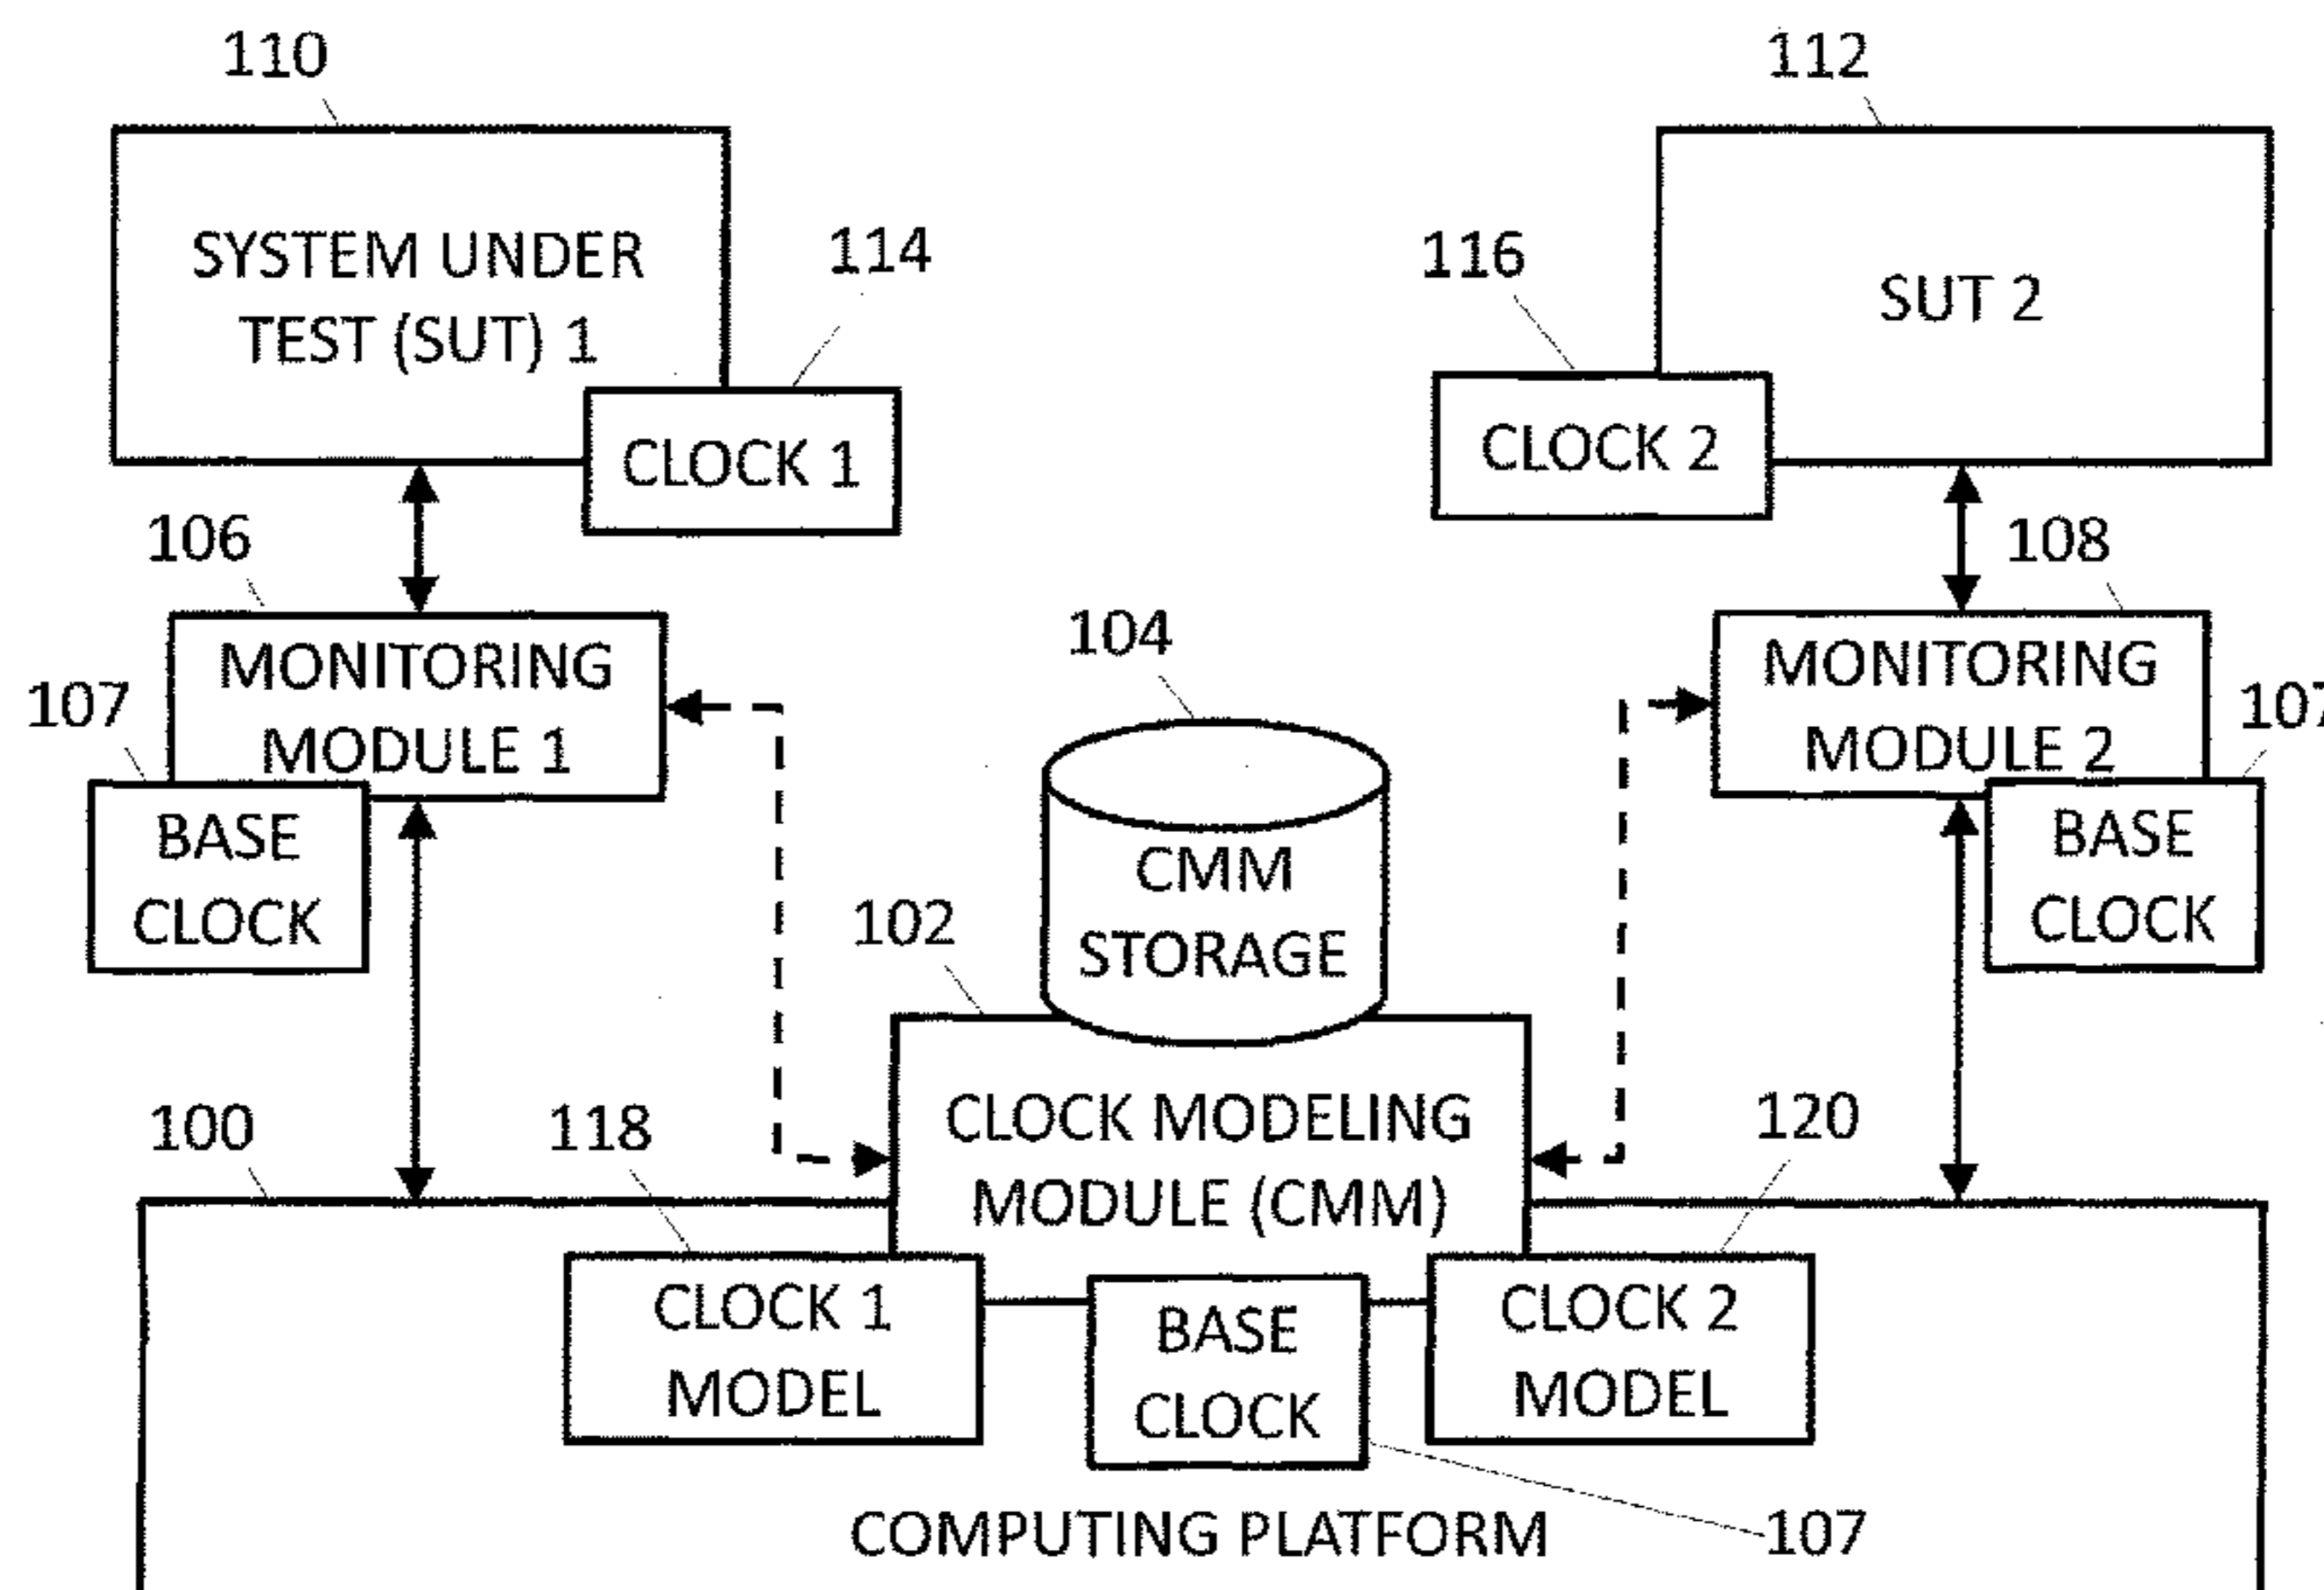 110
112
SYSTEM UNDER
TEST (SUT) 1
114
116
SUT 2
CLOCK 1
CLOCK 2
106
108
MONITORING
MODULE 1
104
MONITORING
MODULE 2
107
107
BASE
CLOCK
CMM
STORAGE
BASE
CLOCK
102
100
118
CLOCK MODELING
MODULE (CMM)
120
CLOCK 1
MODEL
BASE
CLOCK
CLOCK 2
MODEL
COMPUTING PLATFORM
107